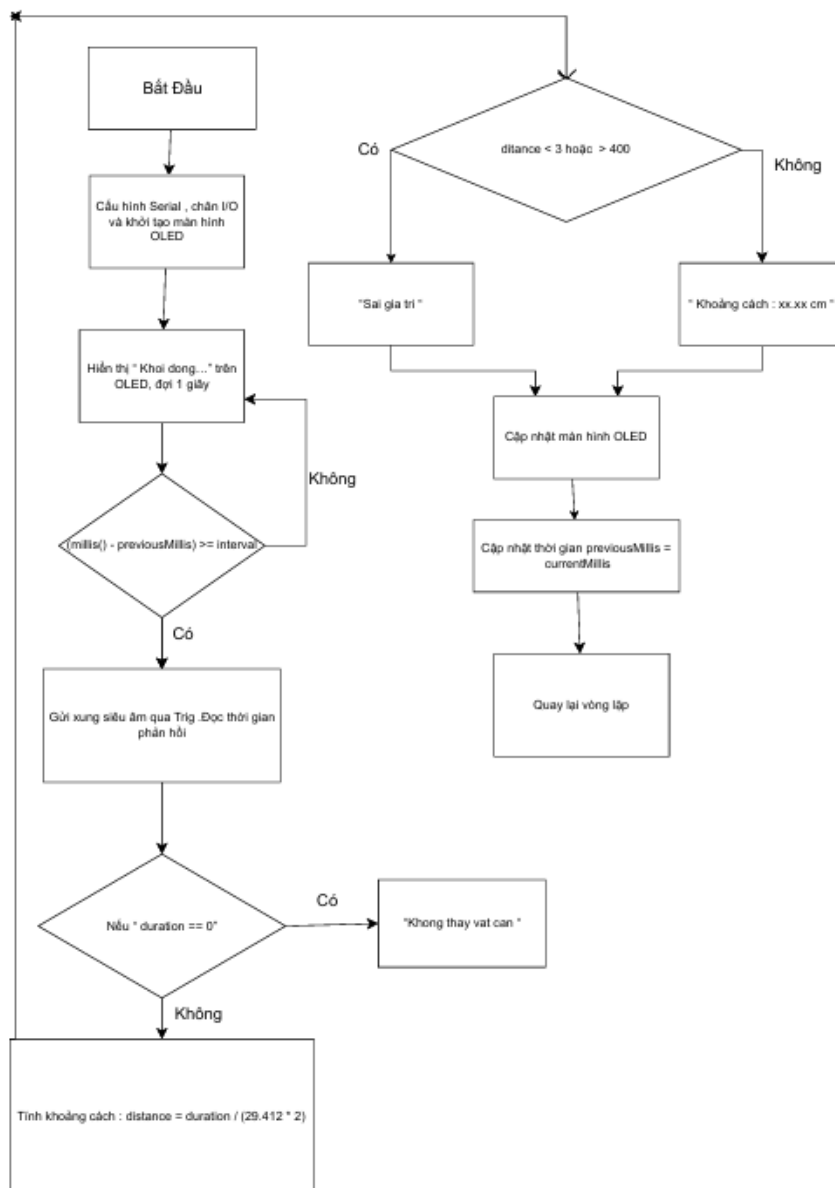 Bắt Đầu
Cấu hình Serial , chân I/O
và khởi tạo màn hình
OLED
Hiển thị " Khoi dong..." trên
OLED, đợi 1 giây
(millis() - previousMillis) >= interval
Không
Có
Gửi xung siêu âm qua Trig .Đọc thời gian
phản hồi
Nếu " duration == 0"
Có
"Khong thay vat can "
Không
Tính khoảng cách : distance = duration / (29.412 * 2)
ditance < 3 hoặc > 400
Có
Không
"Sai gia tri "
" Khoảng cách : xx.xx cm "
Cập nhật màn hình OLED
Cập nhật thời gian previousMillis =
currentMillis
Quay lại vòng lặp